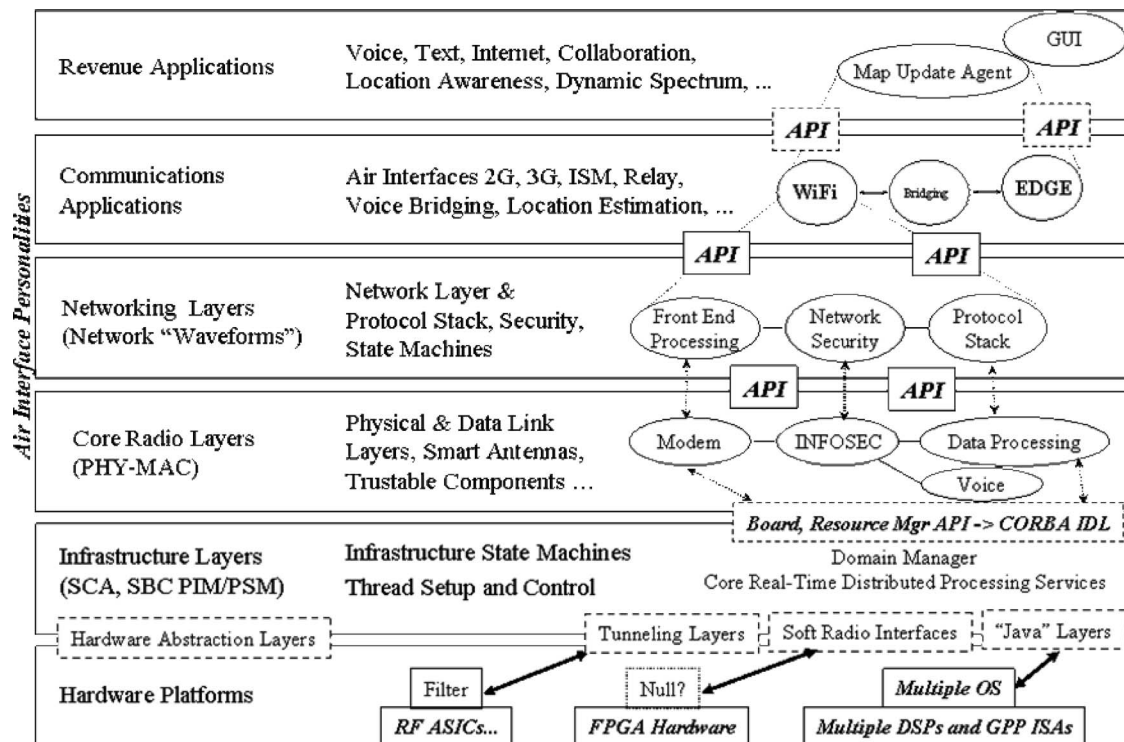 Air Interface Personalities
Revenue Applications
Voice, Text, Internet, Collaboration,
Location Awareness, Dynamic Spectrum, ...
GUI
Map Update Agent
API
API
Communications
Applications
Air Interfaces 2G, 3G, ISM, Relay,
Voice Bridging, Location Estimation, ...
WiFi
Bridging
EDGE
API
API
Networking Layers
(Network “Waveforms”)
Network Layer &
Protocol Stack, Security,
State Machines
Front End
Processing
Network
Security
Protocol
Stack
API
API
Core Radio Layers
(PHY-MAC)
Physical & Data Link
Layers, Smart Antennas,
Trustable Components …
Modem
INFOSEC
Data Processing
Voice
Board, Resource Mgr API -> CORBA IDL
Infrastructure Layers
(SCA, SBC PIM/PSM)
Infrastructure State Machines
Thread Setup and Control
Domain Manager
Core Real-Time Distributed Processing Services
Hardware Abstraction Layers
Tunneling Layers
Soft Radio Interfaces
“Java” Layers
Hardware Platforms
Filter
RF ASICs...
Null?
FPGA Hardware
Multiple OS
Multiple DSPs and GPP ISAs